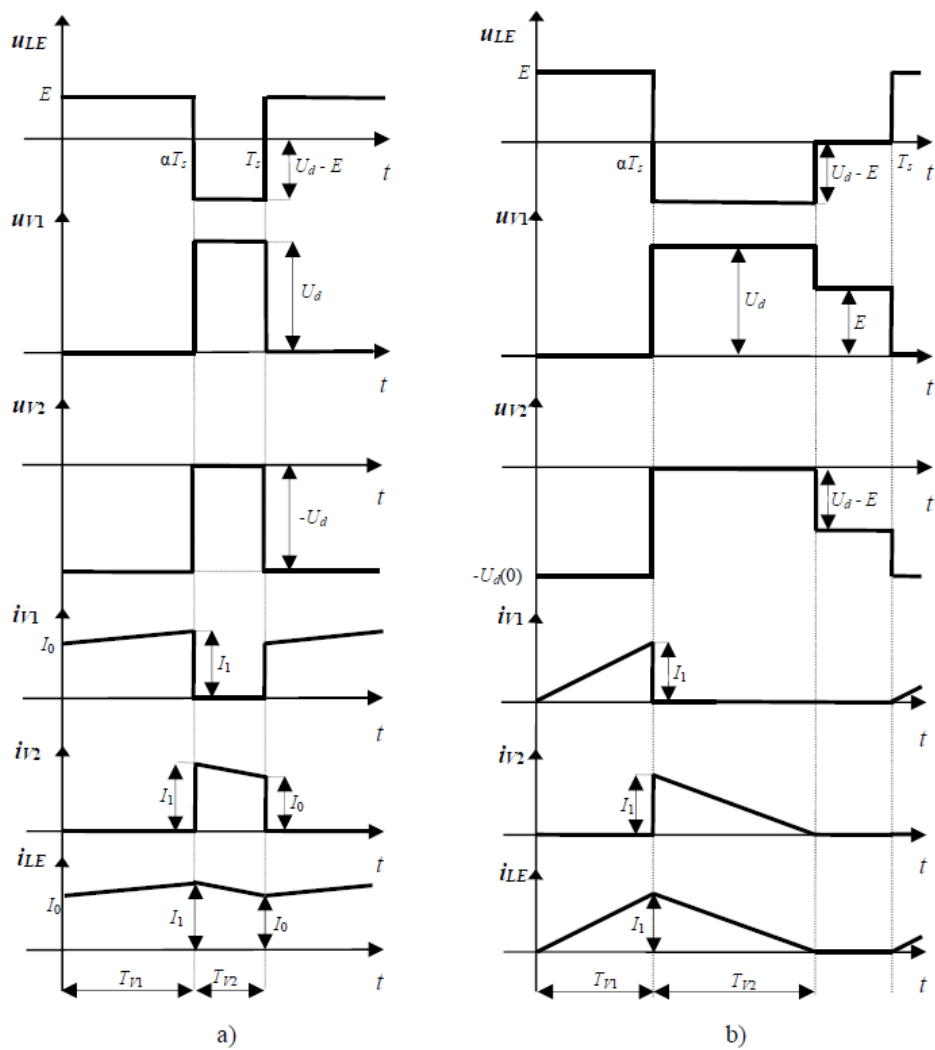 u_LE
E
αT_s
T_s
U_d - E
t
u_V1
U_d
t
u_V2
t
-U_d
i_V1
I_0
I_1
t
i_V2
I_1
I_0
t
i_LE
I_0
I_1
I_0
T_V1
T_V2
t
a)
u_LE
E
αT_s
U_d - E
T_s
t
u_V1
U_d
E
t
u_V2
U_d - E
t
-U_d(0)
i_V1
I_1
t
i_V2
I_1
t
i_LE
I_1
T_V1
T_V2
t
b)